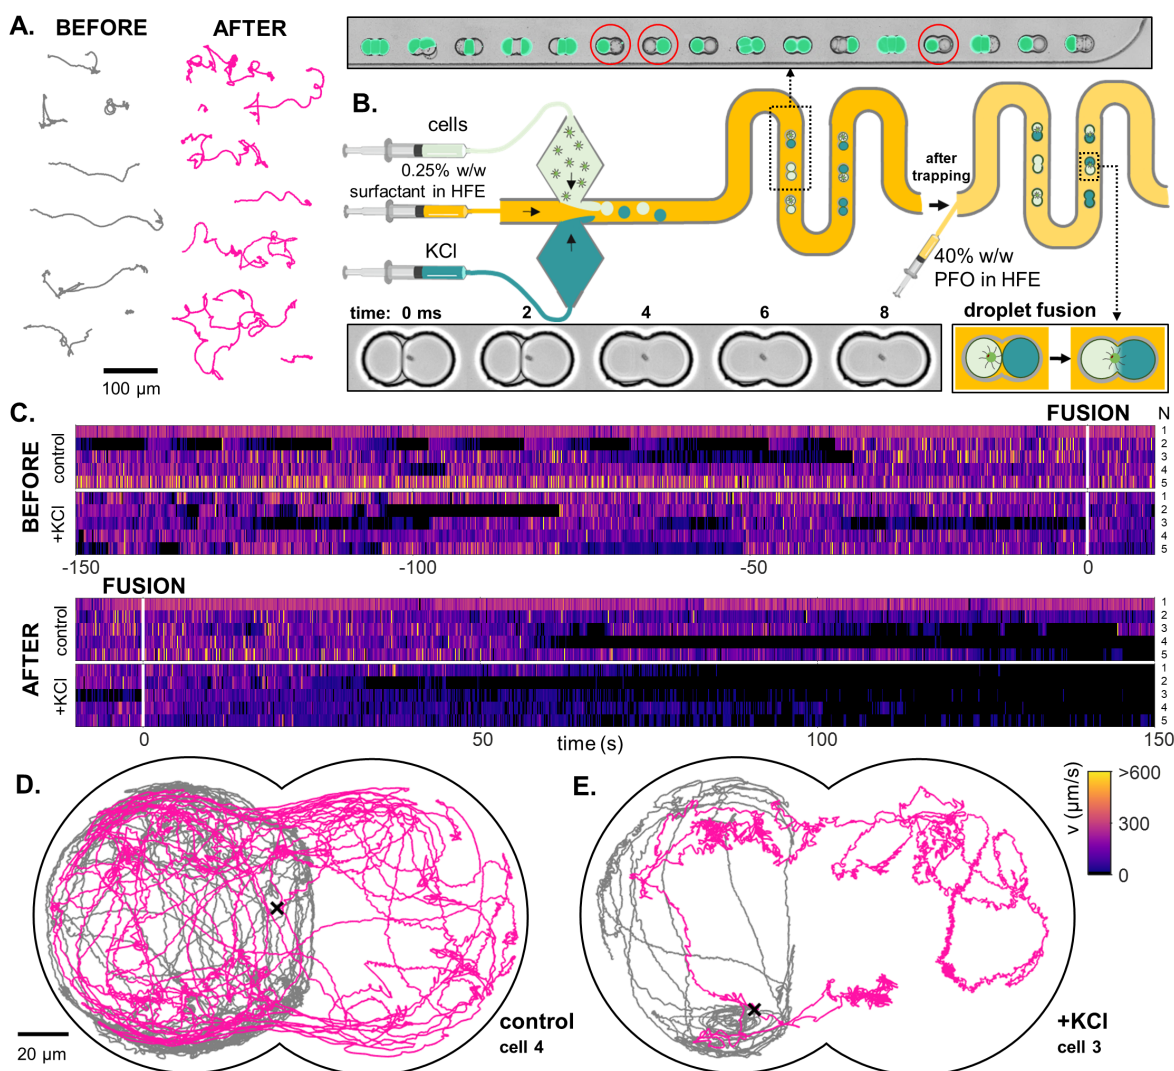 A.
BEFORE
AFTER
100 µm
B.
cells
0.25% w/w
surfactant in HFE
KCl
after
trapping
40% w/w
PFO in HFE
droplet fusion
time: 0 ms 2 4 6 8
C.
FUSION
N
BEFORE
control
1
2
3
4
5
+KCl
1
2
3
4
5
-150 -100 -50 0
FUSION
AFTER
control
1
2
3
4
5
+KCl
1
2
3
4
5
0 50 100 150
time (s)
D.
control
cell 4
20 µm
E.
+KCl
cell 3
v (µm/s)
>600
300
0